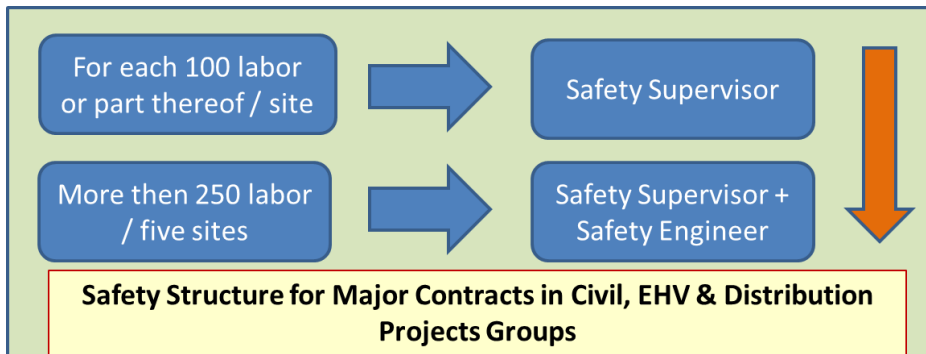 For each 100 labor
or part thereof / site
Safety Supervisor
More then 250 labor
/ five sites
Safety Supervisor +
Safety Engineer
Safety Structure for Major Contracts in Civil, EHV & Distribution
Projects Groups